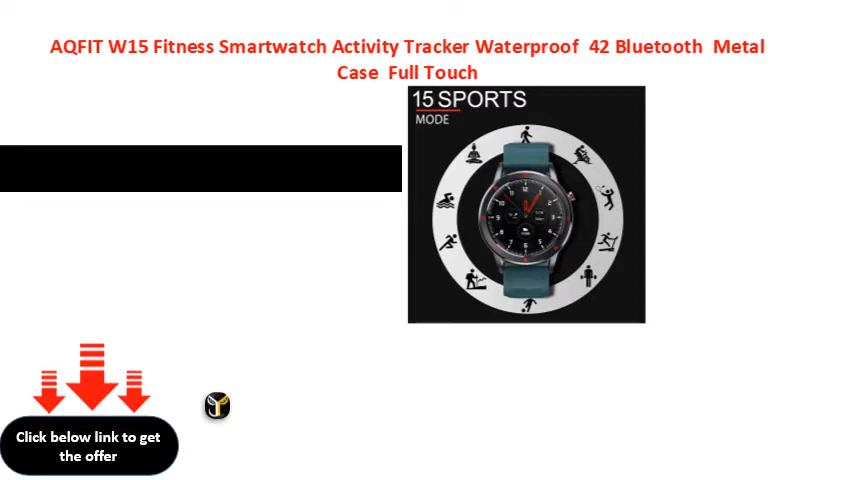 AQFIT W15 Fitness Smartwatch Activity Tracker Waterproof 42 Bluetooth Metal
Case Full Touch
15 SPORTS
MODE
Click below link to get
the offer